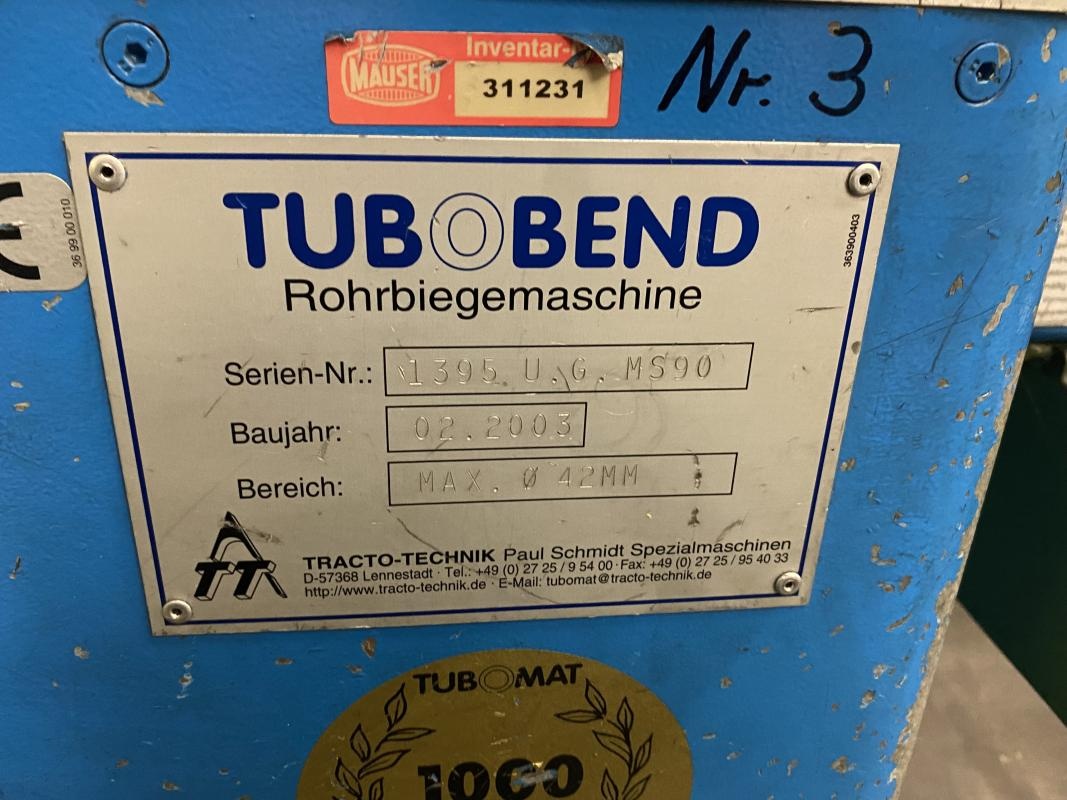 MAUSER
Inventar-
311231
Nr. 3
36 99 00 010
363900403
TUBOBEND
Rohrbiegemaschine
Serien-Nr.: 1395 U.G. MS90
Baujahr: 02.2003
Bereich: MAX. Ø 42MM
TT
TRACTO-TECHNIK Paul Schmidt Spezialmaschinen
D-57368 Lennestadt · Tel.: +49 (0) 27 25 / 9 54 00 · Fax: +49 (0) 27 25 / 95 40 33
http://www.tracto-technik.de · E-Mail: tubomat@tracto-technik.de
TUBOMAT
1000